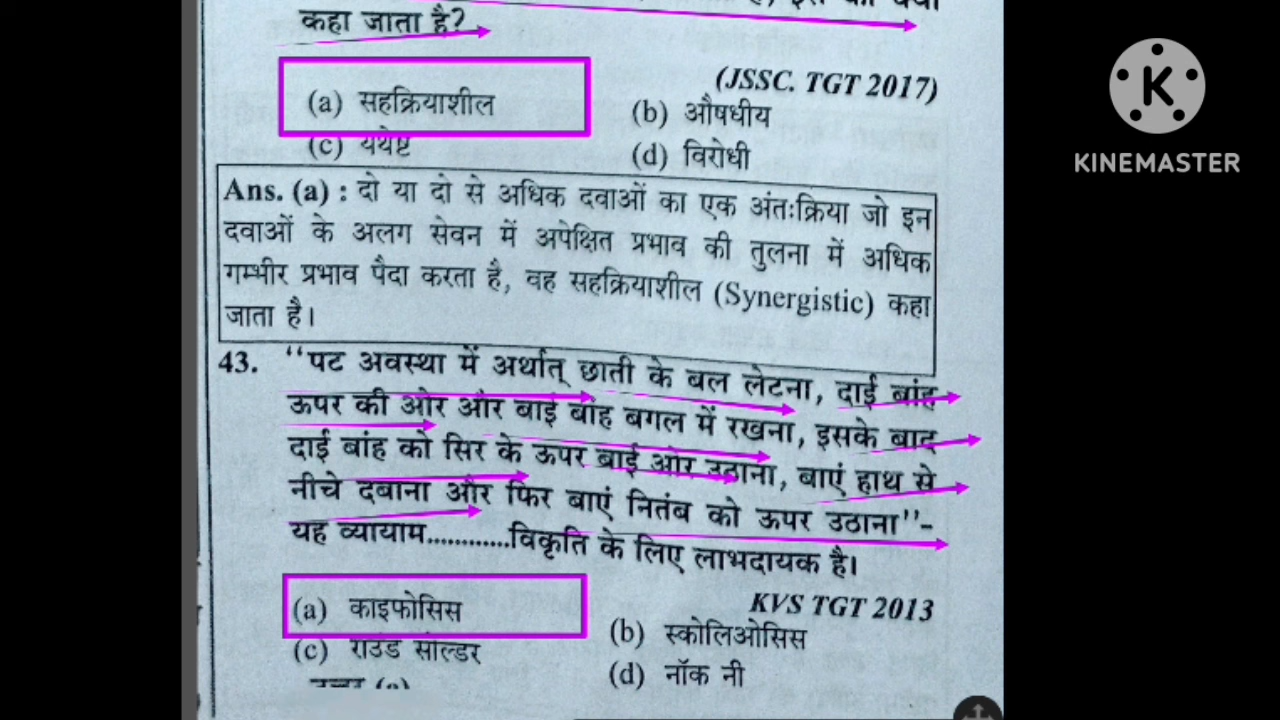 कहा जाता है?
(JSSC. TGT 2017)
(a) सहक्रियाशील
(b) औषधीय
(c) यथेष्ट
(d) विरोधी
Ans. (a) : दो या दो से अधिक दवाओं का एक अंतःक्रिया जो इन
दवाओं के अलग सेवन में अपेक्षित प्रभाव की तुलना में अधिक
गम्भीर प्रभाव पैदा करता है, वह सहक्रियाशील (Synergistic) कहा
जाता है।
43. “पट अवस्था में अर्थात् छाती के बल लेटना, दाईं बांह
ऊपर की ओर और बाईं बांह बगल में रखना, इसके बाद
दाईं बांह को सिर के ऊपर बाईं ओर उठाना, बाएं हाथ से
नीचे दबाना और फिर बाएं नितंब को ऊपर उठाना”-
यह व्यायाम............विकृति के लिए लाभदायक है।
KVS TGT 2013
(a) काइफोसिस
(b) स्कोलिओसिस
(c) राउंड सोल्डर
(d) नॉक नी
K
KINEMASTER